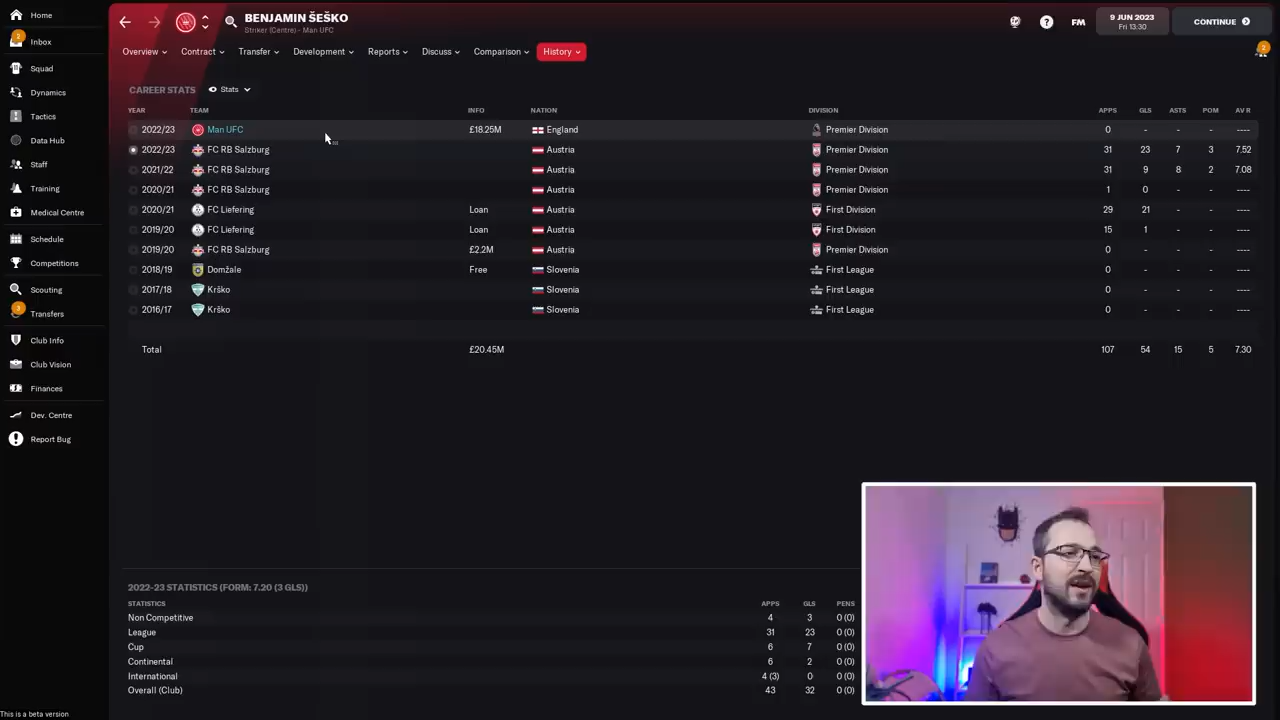 Home
2
Inbox
Squad
Dynamics
Tactics
Data Hub
Staff
Training
Medical Centre
Schedule
Competitions
Scouting
Transfers
Club Info
Club Vision
Finances
Dev. Centre
Report Bug
This is a beta version
BENJAMIN ŠEŠKO
Striker (Centre) - Man UFC
FM
9 JUN 2023
Fri 13:30
CONTINUE
Overview Contract Transfer Development Reports Discuss Comparison History
2
CAREER STATS Stats
YEAR TEAM INFO NATION DIVISION APPS GLS ASTS POM AV R
2022/23 Man UFC £18.25M England Premier Division 0 - - - ----
2022/23 FC RB Salzburg Austria Premier Division 31 23 7 3 7.52
2021/22 FC RB Salzburg Austria Premier Division 31 9 8 2 7.08
2020/21 FC RB Salzburg Austria Premier Division 1 0 - - ----
2020/21 FC Liefering Loan Austria First Division 29 21 - - ----
2019/20 FC Liefering Loan Austria First Division 15 1 - - ----
2019/20 FC RB Salzburg £2.2M Austria Premier Division 0 - - - ----
2018/19 Domžale Free Slovenia First League 0 - - - ----
2017/18 Krško Slovenia First League 0 - - - ----
2016/17 Krško Slovenia First League 0 - - - ----
Total £20.45M 107 54 15 5 7.30
2022-23 STATISTICS (FORM: 7.20 (3 GLS))
STATISTICS APPS GLS PENS
Non Competitive 4 3 0 (0)
League 31 23 0 (0)
Cup 6 7 0 (0)
Continental 6 2 0 (0)
International 4 (3) 0 0 (0)
Overall (Club) 43 32 0 (0)